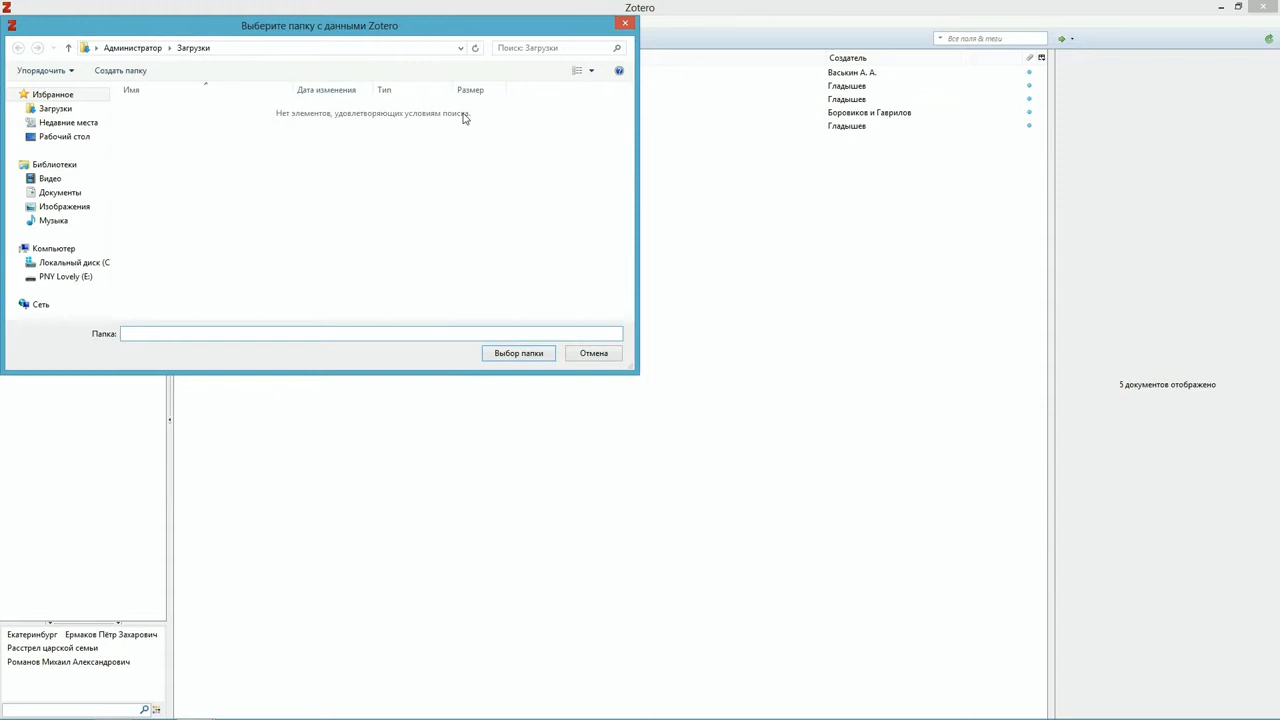 Zotero
Выберите папку с данными Zotero
Администратор
Загрузки
Поиск: Загрузки
Все поля & теги
Упорядочить
Создать папку
Создатель
Имя
Дата изменения
Тип
Размер
Нет элементов, удовлетворяющих условиям поиска.
Избранное
Загрузки
Недавние места
Рабочий стол
Библиотеки
Видео
Документы
Изображения
Музыка
Компьютер
Локальный диск (C
PNY Lovely (E:)
Сеть
Папка:
Выбор папки
Отмена
Васькин А. А.
Гладышев
Гладышев
Боровиков и Гаврилов
Гладышев
5 документов отображено
Екатеринбург Ермаков Пётр Захарович
Расстрел царской семьи
Романов Михаил Александрович